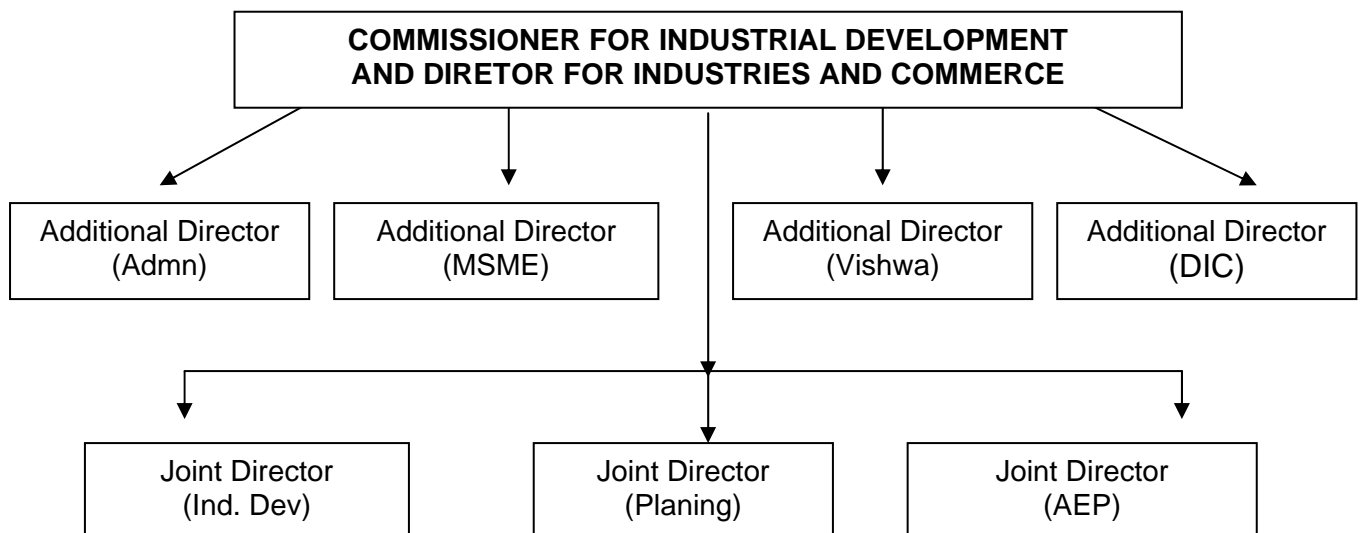 COMMISSIONER FOR INDUSTRIAL DEVELOPMENT
AND DIRETOR FOR INDUSTRIES AND COMMERCE
Additional Director
(Admn)
Additional Director
(MSME)
Additional Director
(Vishwa)
Additional Director
(DIC)
Joint Director
(Ind. Dev)
Joint Director
(Planing)
Joint Director
(AEP)